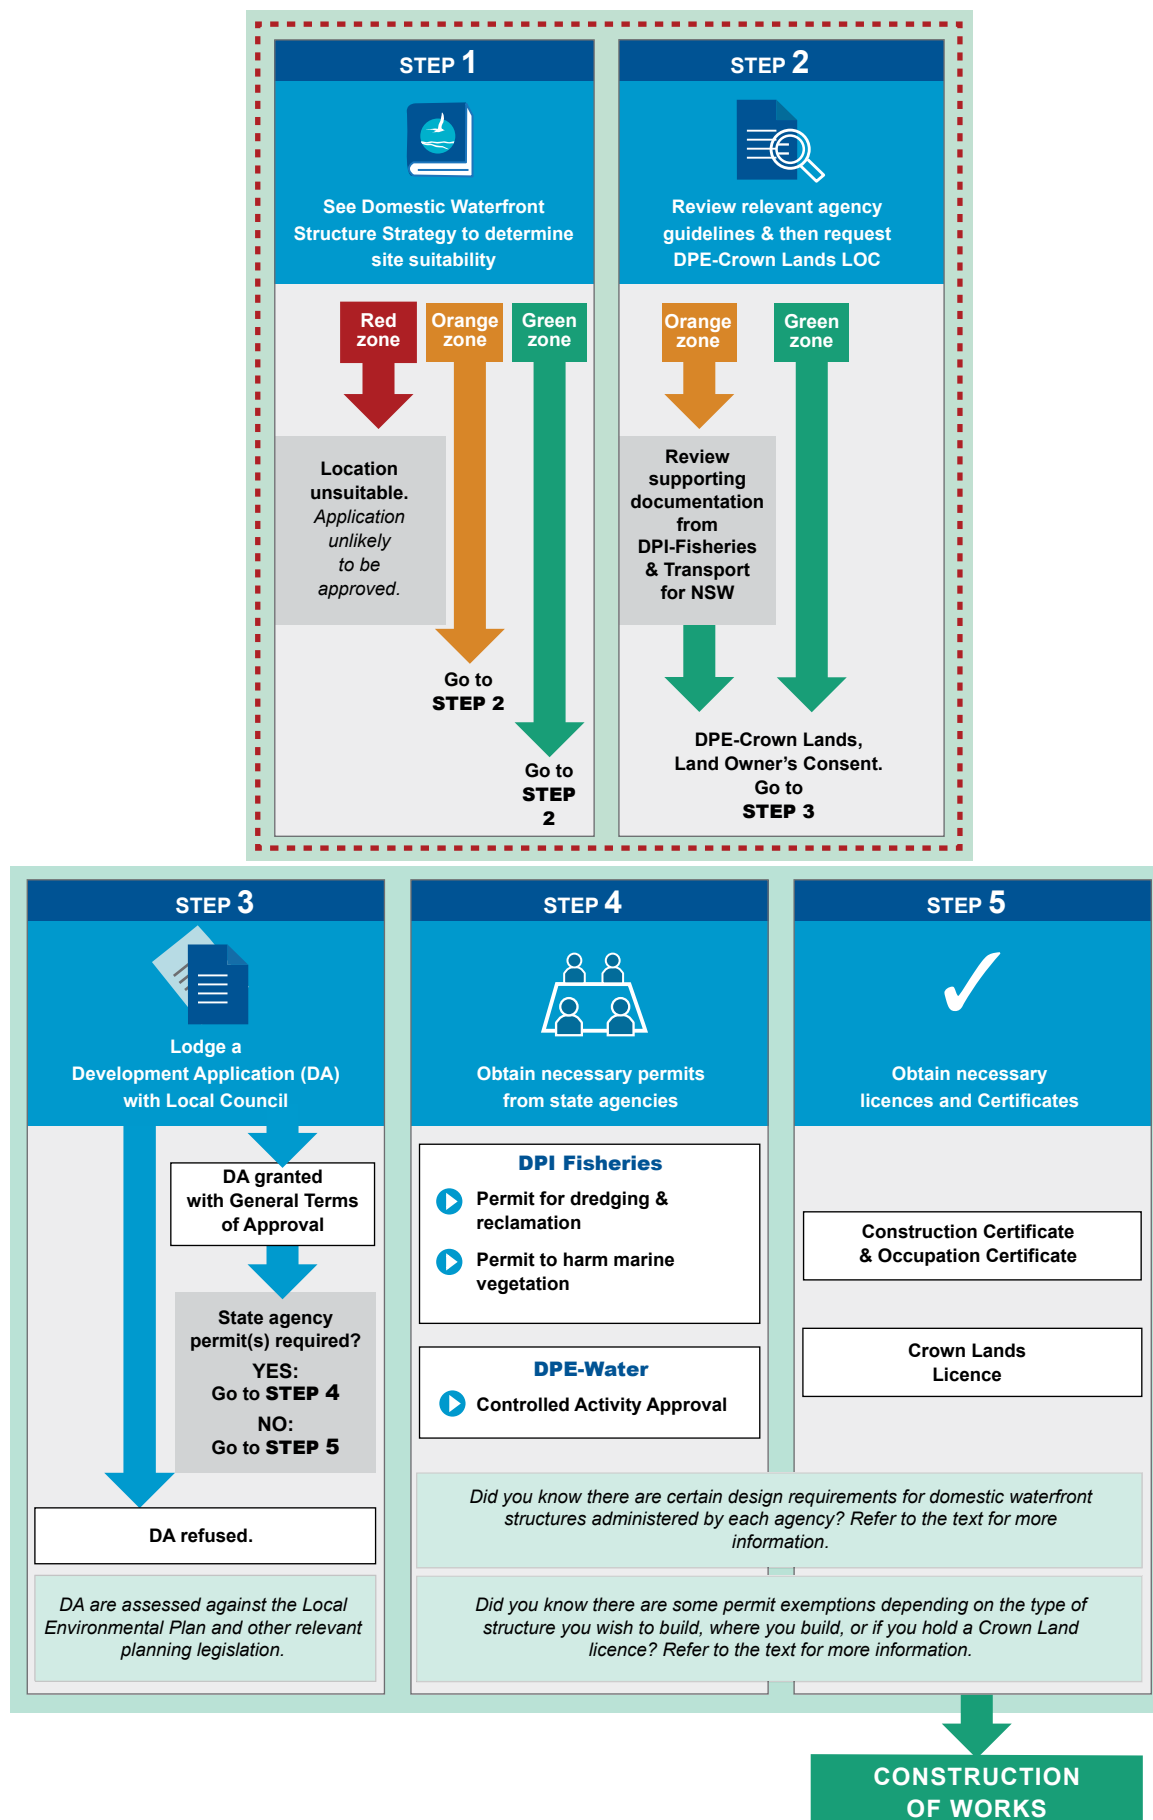 STEP 1
See Domestic Waterfront
Structure Strategy to determine
site suitability
Red
zone
Orange
zone
Green
zone
Location
unsuitable.
Application
unlikely
to be
approved.
Go to
STEP 2
Go to
STEP
2
STEP 2
Review relevant agency
guidelines & then request
DPE-Crown Lands LOC
Orange
zone
Green
zone
Review
supporting
documentation
from
DPI-Fisheries
& Transport
for NSW
DPE-Crown Lands,
Land Owner's Consent.
Go to
STEP 3
STEP 3
Lodge a
Development Application (DA)
with Local Council
DA granted
with General Terms
of Approval
State agency
permit(s) required?
YES:
Go to STEP 4
NO:
Go to STEP 5
DA refused.
DA are assessed against the Local
Environmental Plan and other relevant
planning legislation.
STEP 4
Obtain necessary permits
from state agencies
DPI Fisheries
Permit for dredging &
reclamation
Permit to harm marine
vegetation
DPE-Water
Controlled Activity Approval
STEP 5
Obtain necessary
licences and Certificates
Construction Certificate
& Occupation Certificate
Crown Lands
Licence
Did you know there are certain design requirements for domestic waterfront
structures administered by each agency? Refer to the text for more
information.
Did you know there are some permit exemptions depending on the type of
structure you wish to build, where you build, or if you hold a Crown Land
licence? Refer to the text for more information.
CONSTRUCTION
OF WORKS